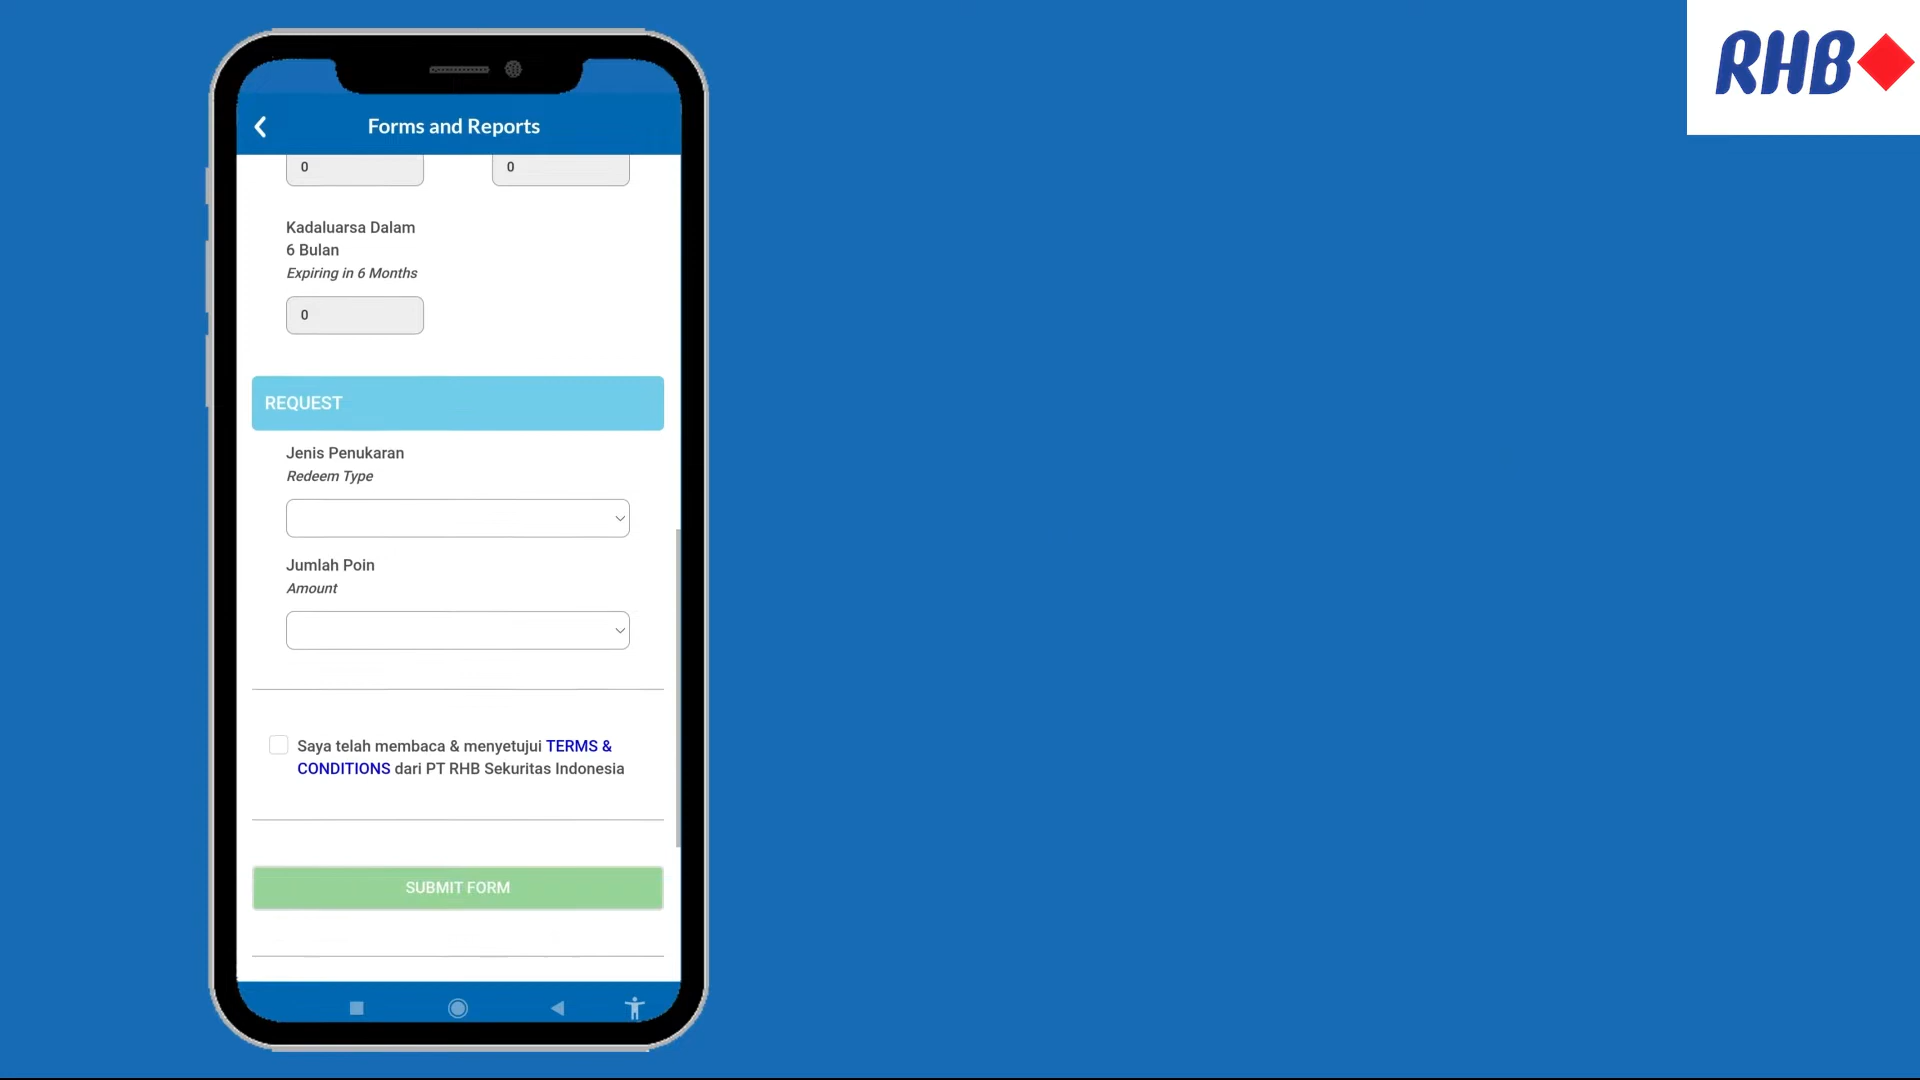 RHB
Forms and Reports
0
0
Kadaluarsa Dalam
6 Bulan
Expiring in 6 Months
0
REQUEST
Jenis Penukaran
Redeem Type
Jumlah Poin
Amount
Saya telah membaca & menyetujui TERMS &
CONDITIONS dari PT RHB Sekuritas Indonesia
SUBMIT FORM